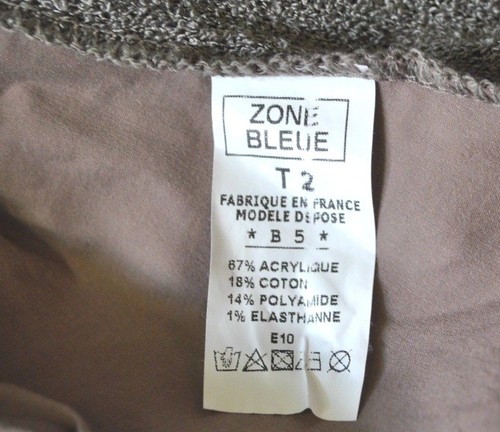 ZONE
BLEUE
T 2
FABRIQUE EN FRANCE
MODELE DEPOSE
* B 5 *
67% ACRYLIQUE
18% COTON
14% POLYAMIDE
1% ELASTHANNE
E10